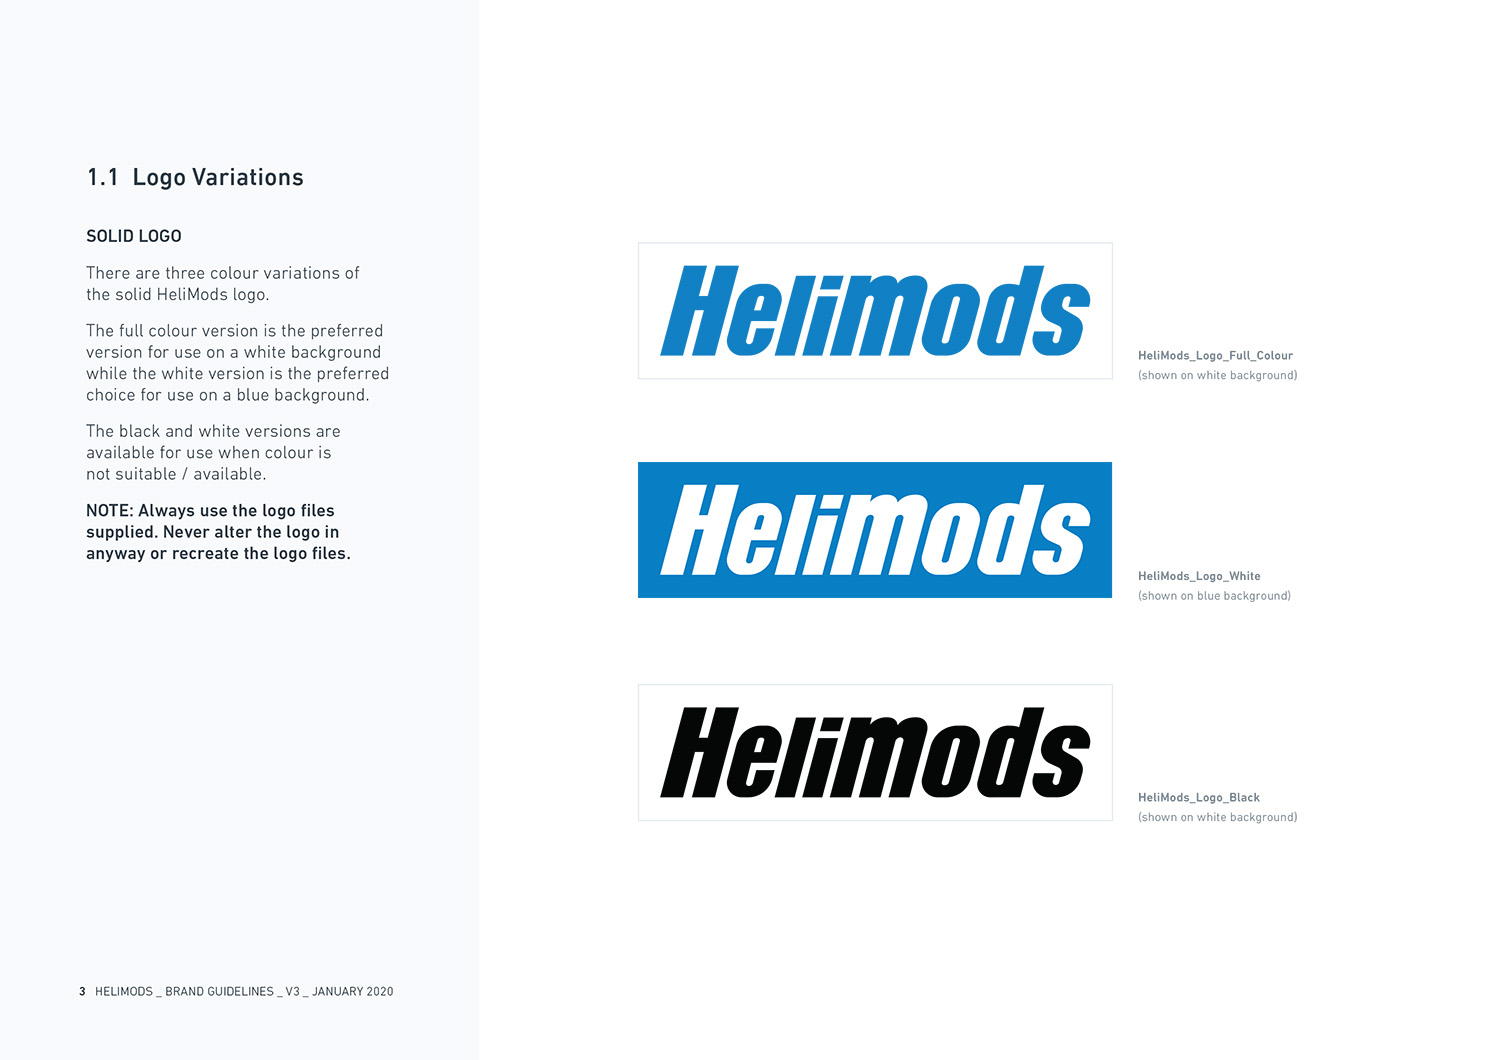 1.1 Logo Variations
SOLID LOGO
There are three colour variations of
the solid HeliMods logo.
The full colour version is the preferred
version for use on a white background
while the white version is the preferred
choice for use on a blue background.
The black and white versions are
available for use when colour is
not suitable / available.
NOTE: Always use the logo files
supplied. Never alter the logo in
anyway or recreate the logo files.
HeliMods
HeliMods_Logo_Full_Colour
(shown on white background)
HeliMods
HeliMods_Logo_White
(shown on blue background)
HeliMods
HeliMods_Logo_Black
(shown on white background)
3 HELIMODS _ BRAND GUIDELINES _ V3 _ JANUARY 2020